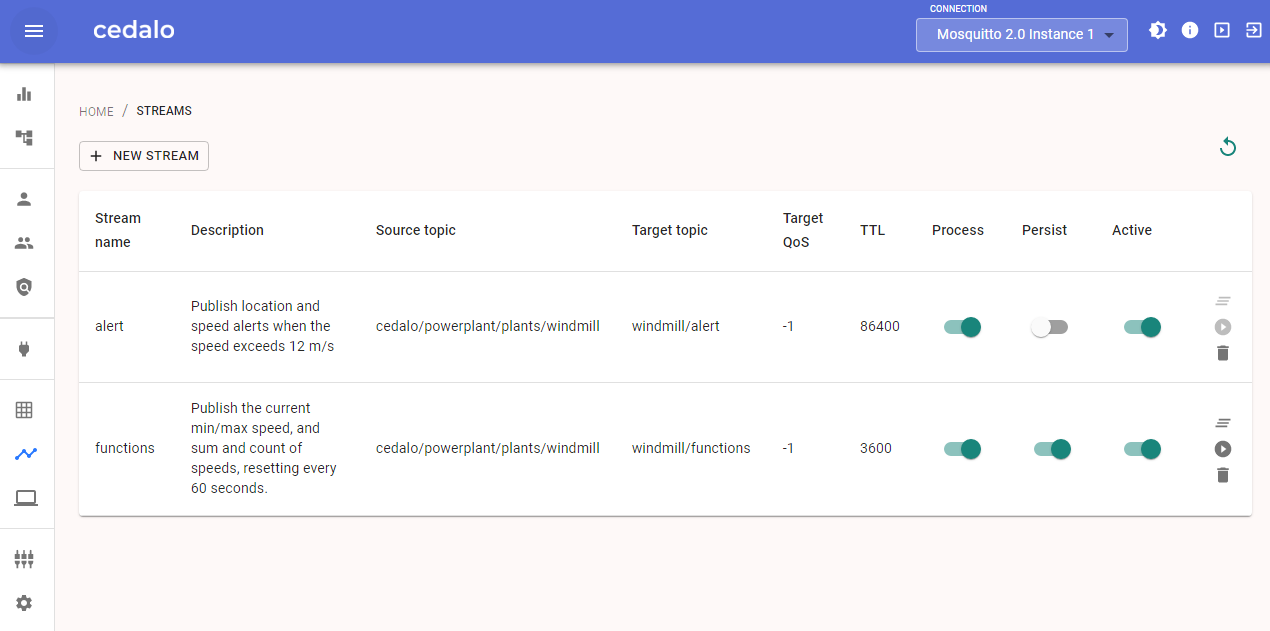 cedalo
CONNECTION
Mosquitto 2.0 Instance 1
HOME / STREAMS
NEW STREAM
Stream name
Description
Source topic
Target topic
Target QoS
TTL
Process
Persist
Active
alert
Publish location and
speed alerts when the
speed exceeds 12 m/s
cedalo/powerplant/plants/windmill
windmill/alert
-1
86400
functions
Publish the current
min/max speed, and
sum and count of
speeds, resetting every
60 seconds.
cedalo/powerplant/plants/windmill
windmill/functions
-1
3600